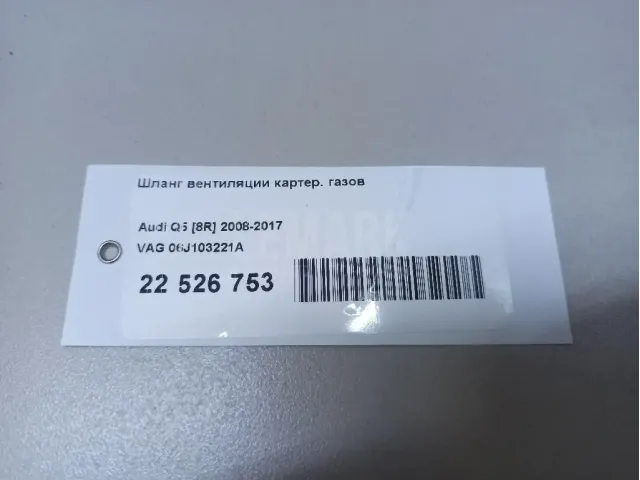 Шланг вентиляции картер. газов
Audi Q5 [8R] 2008-2017
VAG 06J103221A
22 526 753